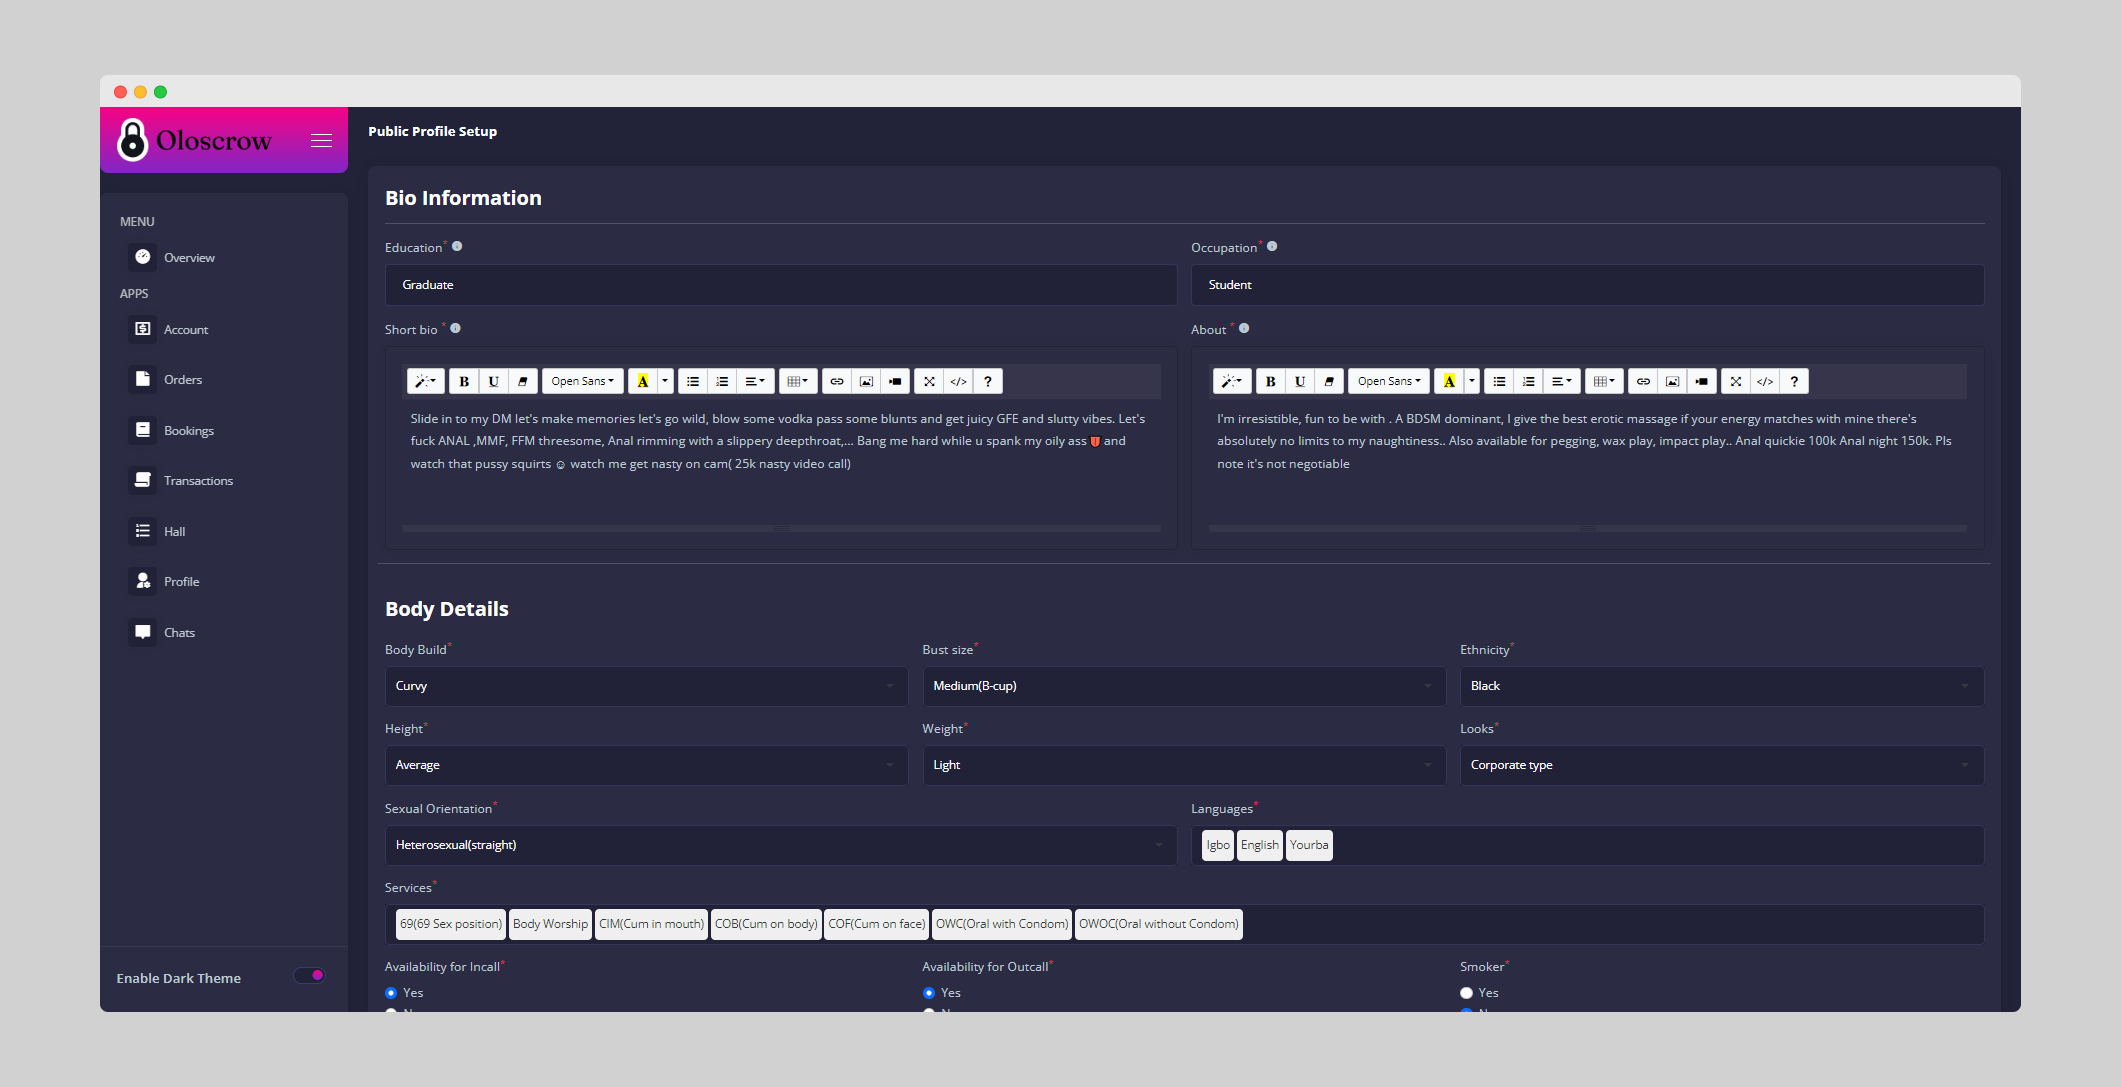 Oloscrow
Public Profile Setup
MENU
Overview
APPS
Account
Orders
Bookings
Transactions
Hall
Profile
Chats
Enable Dark Theme
Bio Information
Education*
Occupation*
Graduate
Student
Short bio *
About *
B U Open Sans A </> ?
B U Open Sans A </> ?
Slide in to my DM let's make memories let's go wild, blow some vodka pass some blunts and get juicy GFE and slutty vibes. Let's
fuck ANAL ,MMF, FFM threesome, Anal rimming with a slippery deepthroat,... Bang me hard while u spank my oily ass and
watch that pussy squirts ☺ watch me get nasty on cam( 25k nasty video call)
I'm irresistible, fun to be with . A BDSM dominant, I give the best erotic massage if your energy matches with mine there's
absolutely no limits to my naughtiness.. Also available for pegging, wax play, impact play.. Anal quickie 100k Anal night 150k. Pls
note it's not negotiable
Body Details
Body Build*
Bust size*
Ethnicity*
Curvy
Medium(B-cup)
Black
Height*
Weight*
Looks*
Average
Light
Corporate type
Sexual Orientation*
Languages*
Heterosexual(straight)
Igbo English Yourba
Services*
69(69 Sex position) Body Worship CIM(Cum in mouth) COB(Cum on body) COF(Cum on face) OWC(Oral with Condom) OWOC(Oral without Condom)
Availability for Incall*
Availability for Outcall*
Smoker*
Yes
Yes
Yes